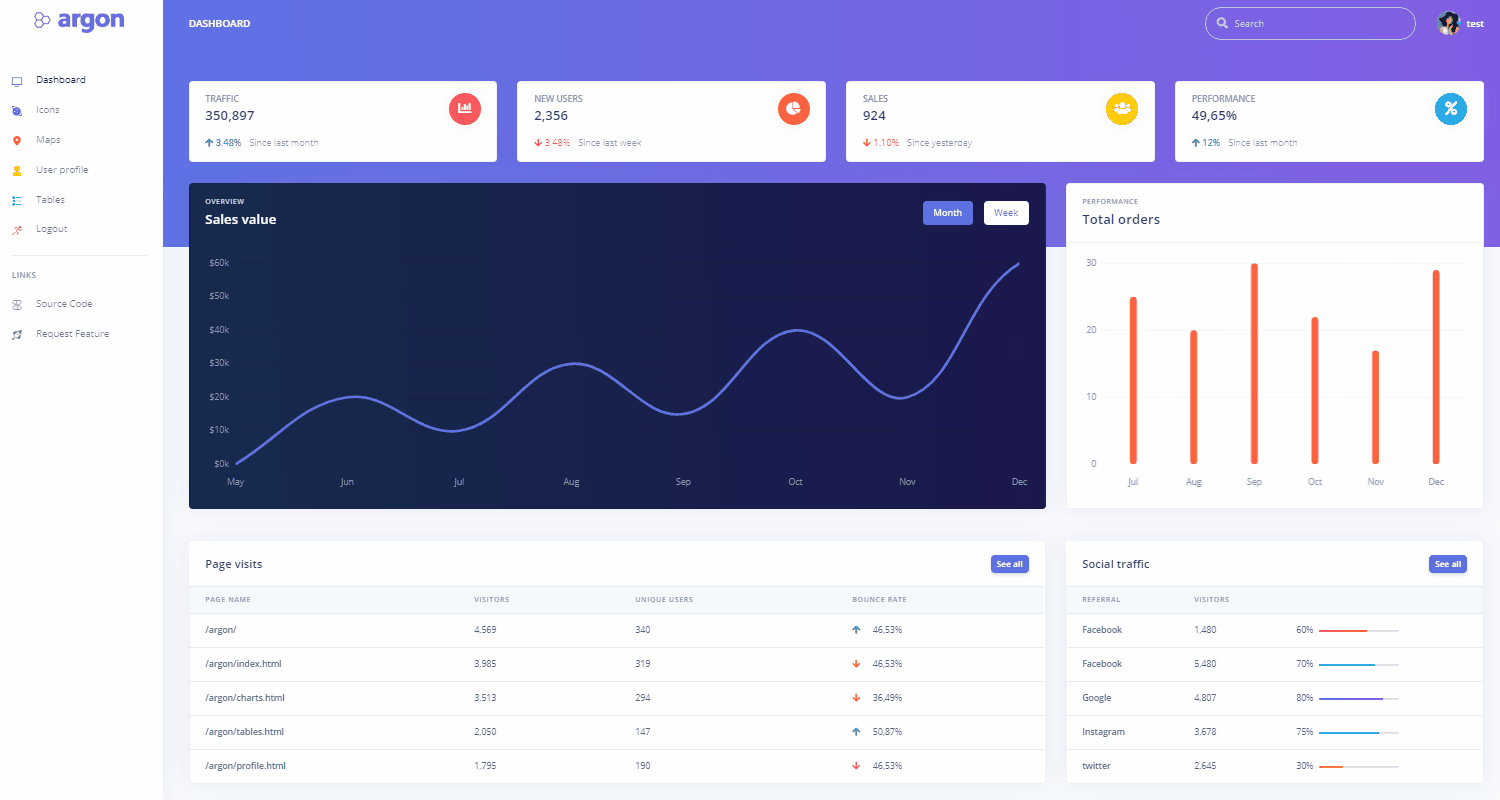 argon
Dashboard
Icons
Maps
User profile
Tables
Logout
LINKS
Source Code
Request Feature
DASHBOARD
Search
test
TRAFFIC
350,897
3.48% Since last month
NEW USERS
2,356
3.48% Since last week
SALES
924
1.10% Since yesterday
PERFORMANCE
49,65%
12% Since last month
OVERVIEW
Sales value
Month Week
$60k
$50k
$40k
$30k
$20k
$10k
$0k
May Jun Jul Aug Sep Oct Nov Dec
PERFORMANCE
Total orders
30
20
10
0
Jul Aug Sep Oct Nov Dec
Page visits See all
PAGE NAME VISITORS UNIQUE USERS BOUNCE RATE
/argon/ 4,569 340 46,53%
/argon/index.html 3,985 319 46,53%
/argon/charts.html 3,513 294 36,49%
/argon/tables.html 2,050 147 50,87%
/argon/profile.html 1,795 190 46,53%
Social traffic See all
REFERRAL VISITORS
Facebook 1,480 60%
Facebook 5,480 70%
Google 4,807 80%
Instagram 3,678 75%
twitter 2,645 30%